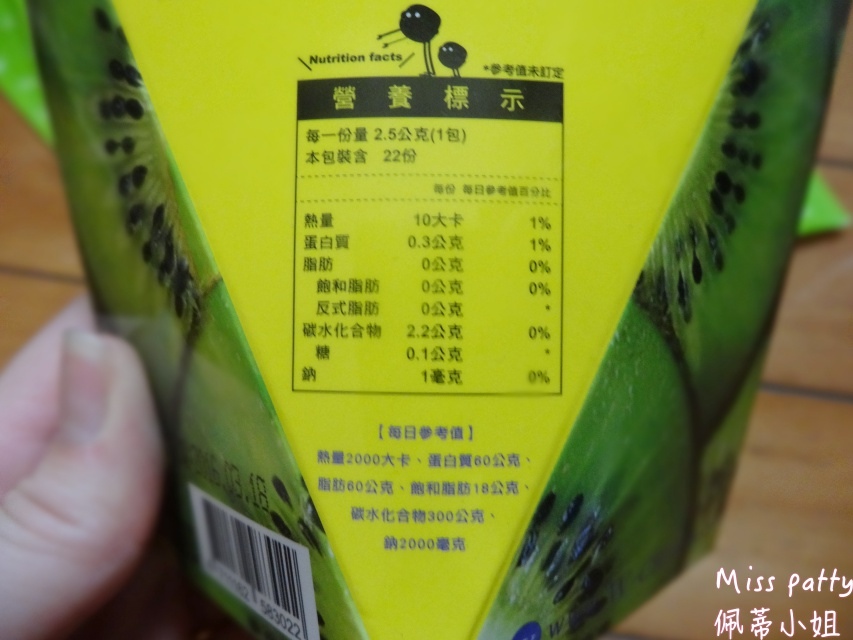 \Nutrition facts/
*參考值未訂定
營養標示
每一份量 2.5公克(1包)
本包裝含 22份
每份 每日參考值百分比
熱量 10大卡 1%
蛋白質 0.3公克 1%
脂肪 0公克 0%
飽和脂肪 0公克 0%
反式脂肪 0公克 *
碳水化合物 2.2公克 0%
糖 0.1公克 *
鈉 1毫克 0%
【每日參考值】
熱量2000大卡、蛋白質60公克、
脂肪60公克、飽和脂肪18公克、
碳水化合物300公克、
鈉2000毫克
03.18
583022
Miss patty
佩蒂小姐